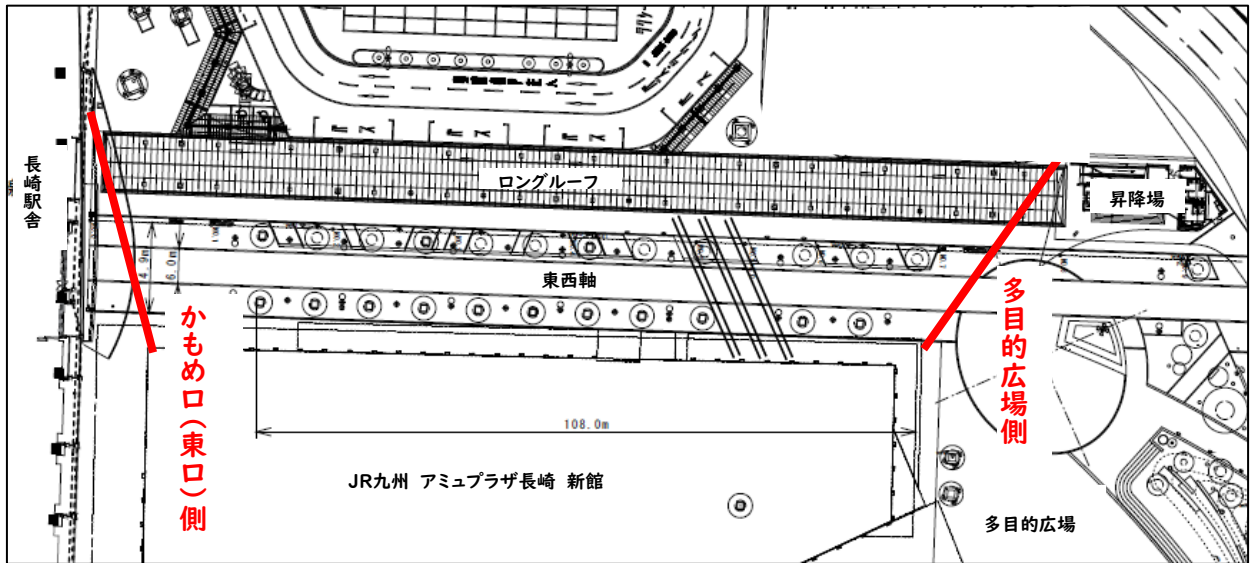 長崎駅舎
ロングルーフ
昇降場
4.9m
6.0m
東西軸
かもめ口(東口)側
多目的広場側
108.0m
JR九州 アミュプラザ長崎 新館
多目的広場